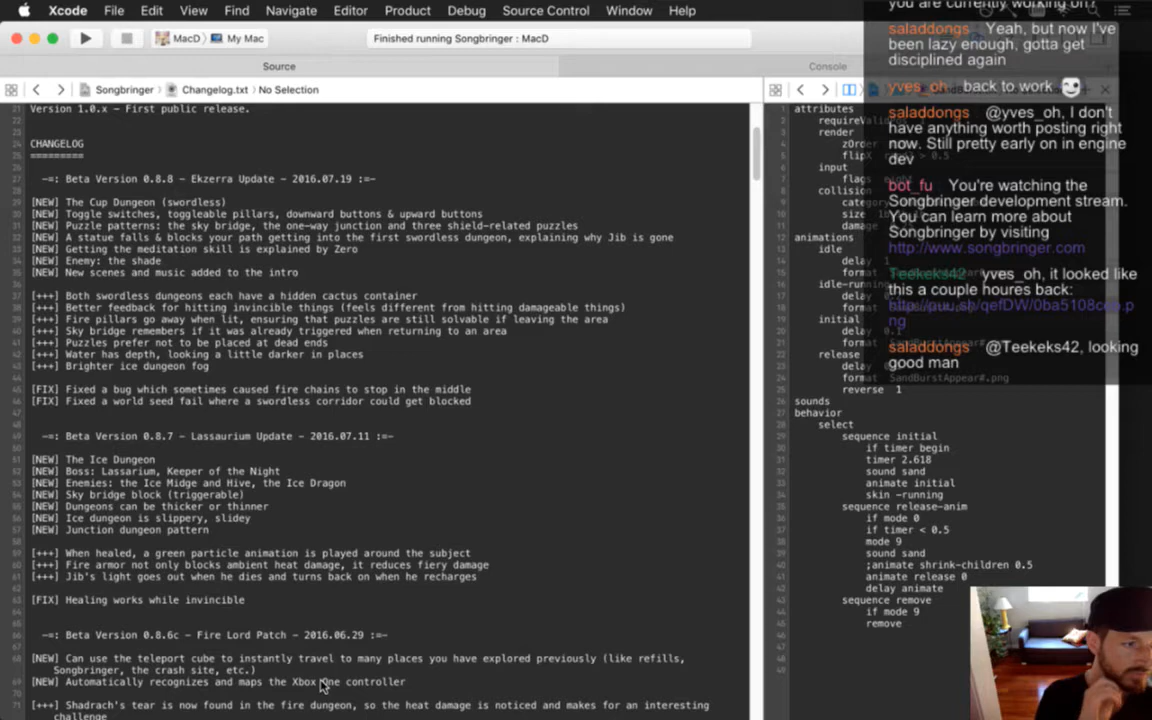 Xcode File Edit View Find Navigate Editor Product Debug Source Control Window Help
MacD My Mac
Finished running Songbringer : MacD
Source
Console
Songbringer Changelog.txt No Selection
Version 1.0.x - First public release.
CHANGELOG
=========
-=: Beta Version 0.8.8 - Ekzerra Update - 2016.07.19 :=-
[NEW] The Cup Dungeon (swordless)
[NEW] Toggle switches, toggleable pillars, downward buttons & upward buttons
[NEW] Puzzle patterns: the sky bridge, the one-way junction and three shield-related puzzles
[NEW] A statue falls & blocks your path getting into the first swordless dungeon, explaining why Jib is gone
[NEW] Getting the meditation skill is explained by Zero
[NEW] Enemy: the shade
[NEW] New scenes and music added to the intro
[+++] Both swordless dungeons each have a hidden cactus container
[+++] Better feedback for hitting invincible things (feels different from hitting damageable things)
[+++] Fire pillars go away when lit, ensuring that puzzles are still solvable if leaving the area
[+++] Sky bridge remembers if it was already triggered when returning to an area
[+++] Puzzles prefer not to be placed at dead ends
[+++] Water has depth, looking a little darker in places
[+++] Brighter ice dungeon fog
[FIX] Fixed a bug which sometimes caused fire chains to stop in the middle
[FIX] Fixed a world seed fail where a swordless corridor could get blocked
-=: Beta Version 0.8.7 - Lassaurium Update - 2016.07.11 :=-
[NEW] The Ice Dungeon
[NEW] Boss: Lassarium, Keeper of the Night
[NEW] Enemies: the Ice Midge and Hive, the Ice Dragon
[NEW] Sky bridge block (triggerable)
[NEW] Dungeons can be thicker or thinner
[NEW] Ice dungeon is slippery, slidey
[NEW] Junction dungeon pattern
[+++] When healed, a green particle animation is played around the subject
[+++] Fire armor not only blocks ambient heat damage, it reduces fiery damage
[+++] Jib's light goes out when he dies and turns back on when he recharges
[FIX] Healing works while invincible
-=: Beta Version 0.8.6c - Fire Lord Patch - 2016.06.29 :=-
[NEW] Can use the teleport cube to instantly travel to many places you have explored previously (like refills,
Songbringer, the crash site, etc.)
[NEW] Automatically recognizes and maps the Xbox One controller
[+++] Shadrach's tear is now found in the fire dungeon, so the heat damage is noticed and makes for an interesting
challenge
attributes
render
input
flags
collision
size
animations
idle
delay 1
format
idle-running
delay
format
initial
delay 0.1
format
release
delay
format SandBurstAppear#.png
reverse 1
sounds
behavior
select
sequence initial
if timer begin
timer 2.618
sound sand
animate initial
skin -running
sequence release-anim
if mode 0
if timer < 0.5
mode 9
sound sand
;animate shrink-children 0.5
animate release 0
delay animate
sequence remove
if mode 9
remove
you are currently working on?
saladdongs Yeah, but now I've
been lazy enough, gotta get
disciplined again
yves_oh back to work
saladdongs @yves_oh, I don't
have anything worth posting right
now. Still pretty early on in engine
dev
bot_fu You're watching the
Songbringer development stream.
You can learn more about
Songbringer by visiting
http://www.songbringer.com
Teekeks42 yves_oh, it looked like
this a couple houres back:
saladdongs @Teekeks42, looking
good man